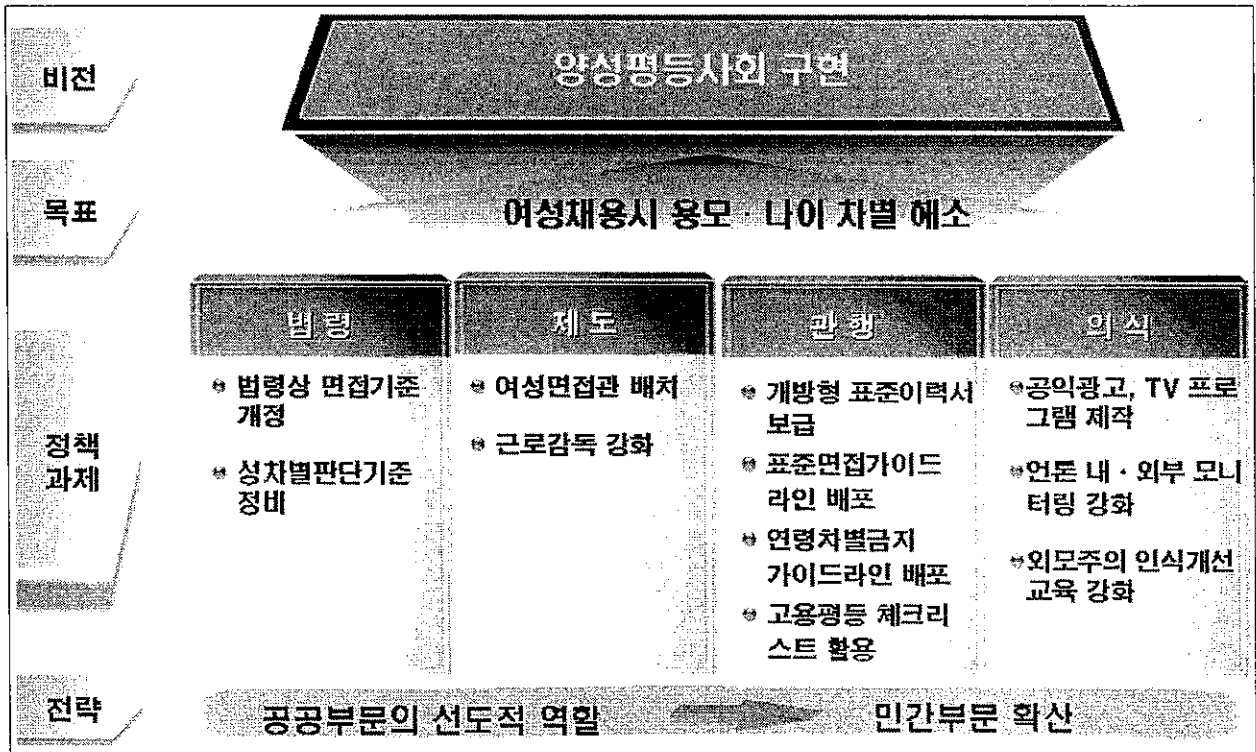 비전
양성평등사회 구현
목표
여성채용시 용모 · 나이 차별 해소
정책
과제
법령
법령상 면접기준
개정
성차별판단기준
정비
제도
여성면접관 배치
근로감독 강화
관행
개방형 표준이력서
보급
표준면접가이드
라인 배포
연령차별금지
가이드라인 배포
고용평등 체크리
스트 활용
의식
공익광고, TV 프로
그램 제작
언론 내 · 외부 모니
터링 강화
외모주의 인식개선
교육 강화
전략
공공부문의 선도적 역할
민간부문 확산